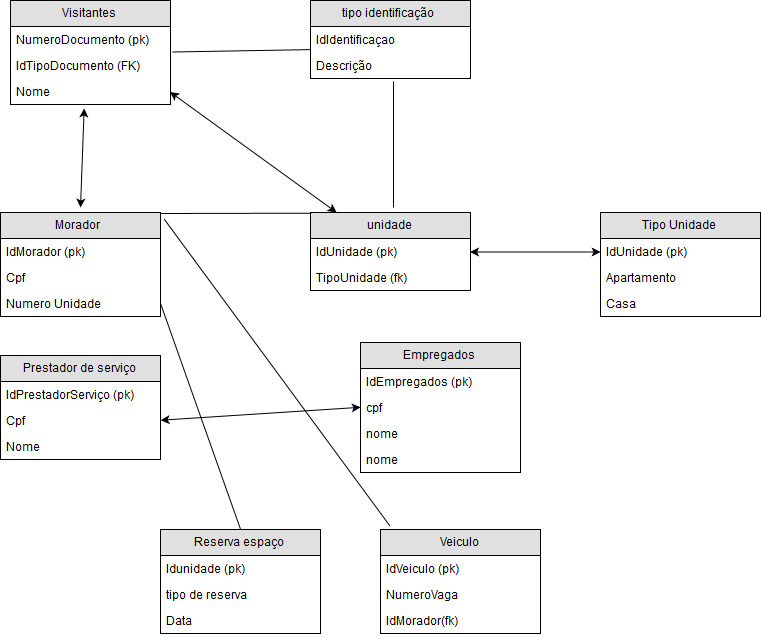 Visitantes
NumeroDocumento (pk)
IdTipoDocumento (FK)
Nome
tipo identificação
IdIdentificaçao
Descrição
Morador
IdMorador (pk)
Cpf
Numero Unidade
unidade
IdUnidade (pk)
TipoUnidade (fk)
Tipo Unidade
IdUnidade (pk)
Apartamento
Casa
Prestador de serviço
IdPrestadorServiço (pk)
Cpf
Nome
Empregados
IdEmpregados (pk)
cpf
nome
nome
Reserva espaço
Idunidade (pk)
tipo de reserva
Data
Veiculo
IdVeiculo (pk)
NumeroVaga
IdMorador(fk)